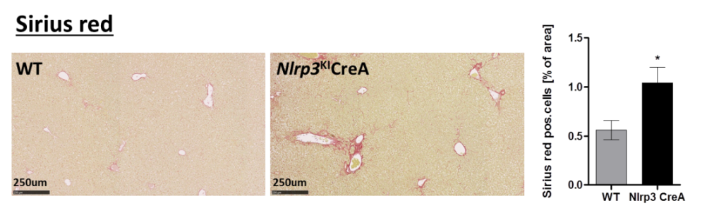 Sirius red
WT
250um
Nlrp3KICreA
250um
Sirius red pos.cells [% of area]
1.5
1.0
0.5
0.0
*
WT Nlrp3 CreA